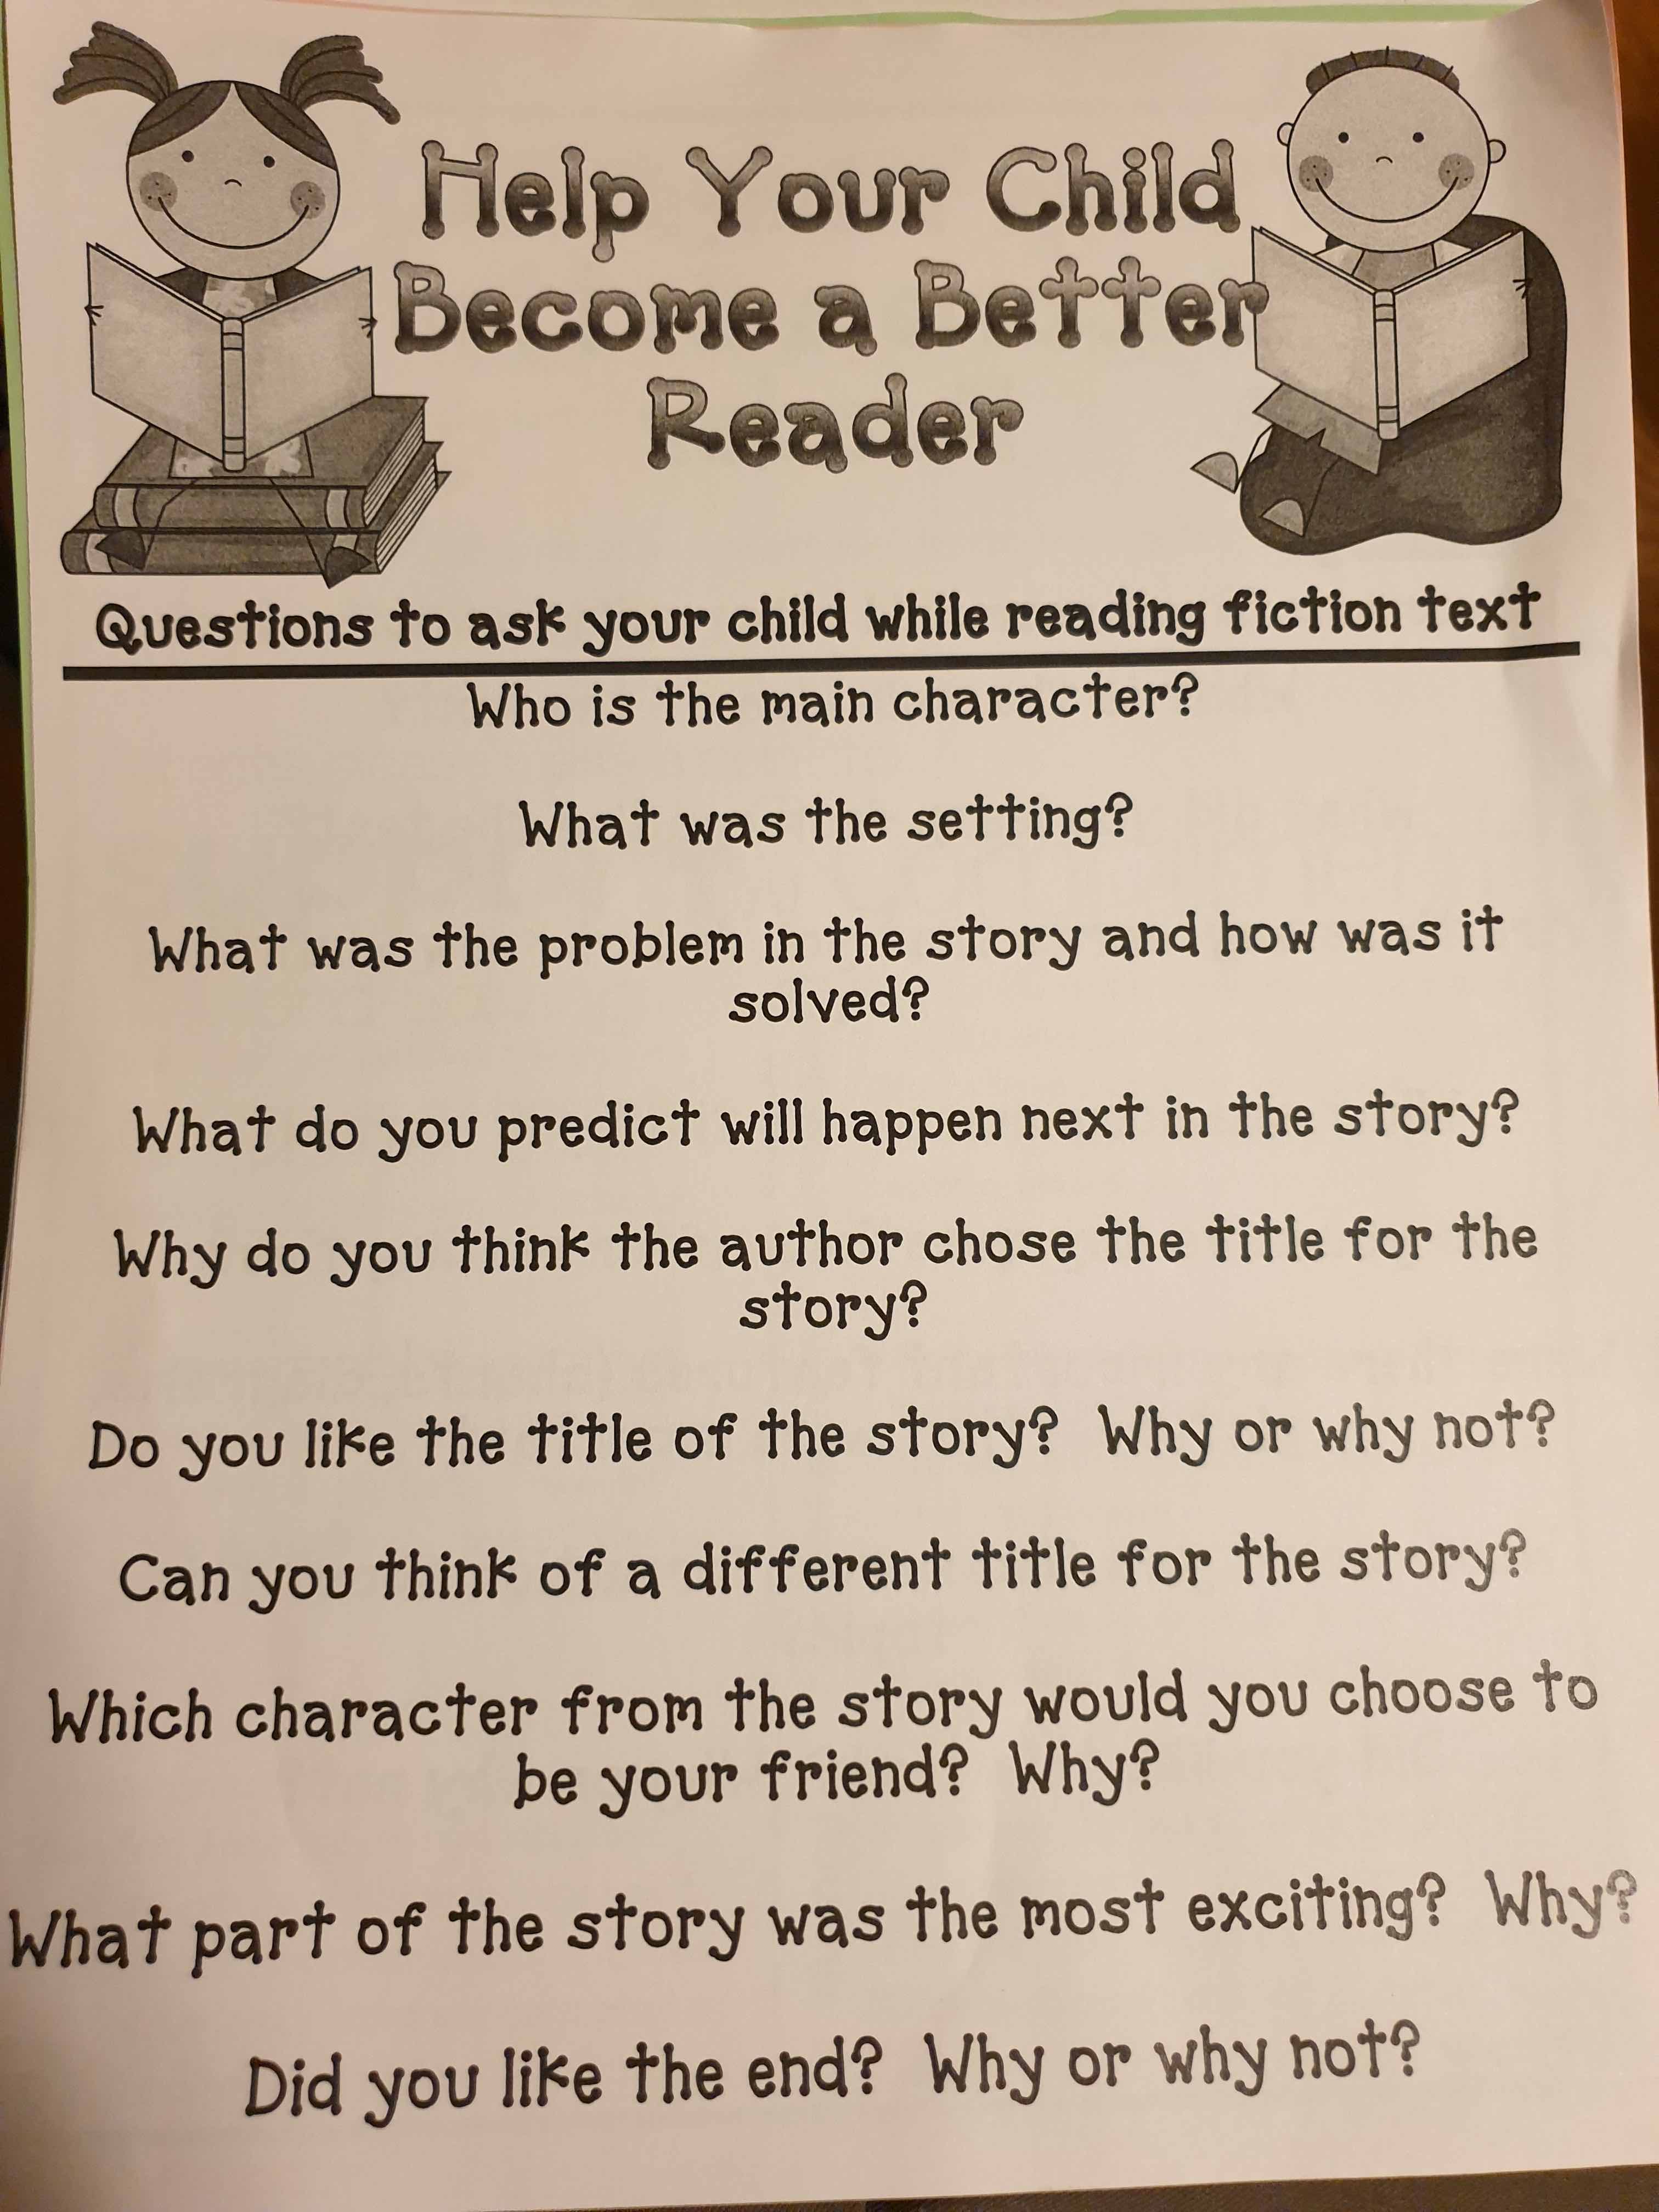 Help Your Child
Become a Better
Reader
Questions to ask your child while reading fiction text
Who is the main character?
What was the setting?
What was the problem in the story and how was it
solved?
What do you predict will happen next in the story?
Why do you think the author chose the title for the
story?
Do you like the title of the story? Why or why not?
Can you think of a different title for the story?
Which character from the story would you choose to
be your friend? Why?
What part of the story was the most exciting? Why?
Did you like the end? Why or why not?